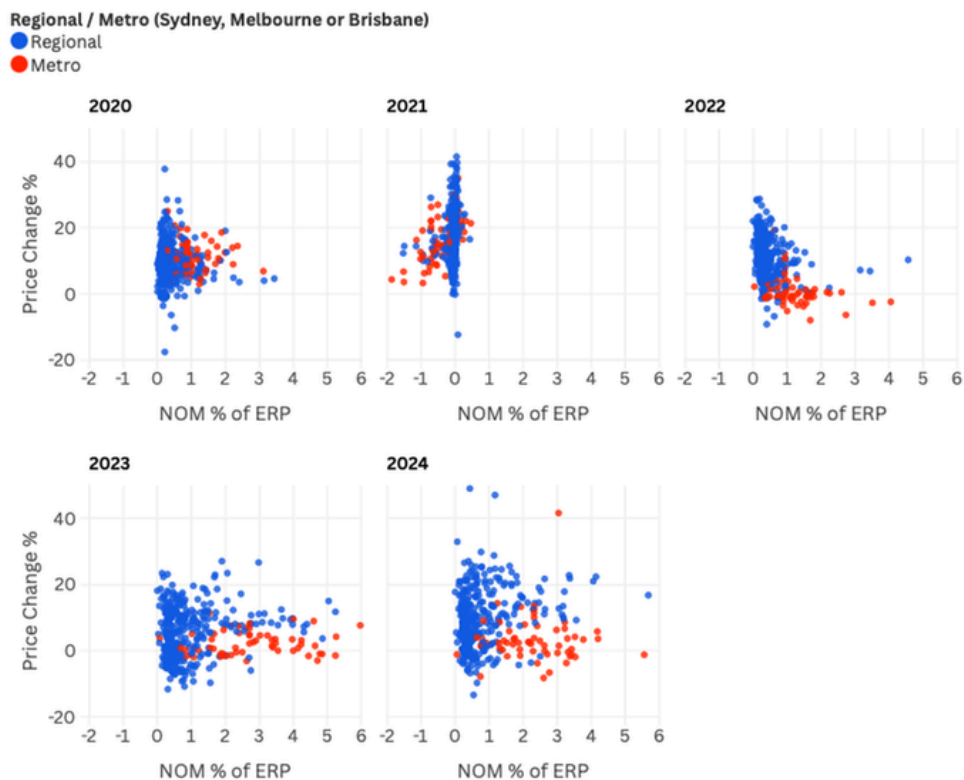 Regional / Metro (Sydney, Melbourne or Brisbane)
Regional
Metro
2020 2021 2022
Price Change %
40
20
0
-20
-2 -1 0 1 2 3 4 5 6 -2 -1 0 1 2 3 4 5 6 -2 -1 0 1 2 3 4 5 6
NOM % of ERP NOM % of ERP NOM % of ERP
2023 2024
Price Change %
40
20
0
-20
-2 -1 0 1 2 3 4 5 6 -2 -1 0 1 2 3 4 5 6
NOM % of ERP NOM % of ERP